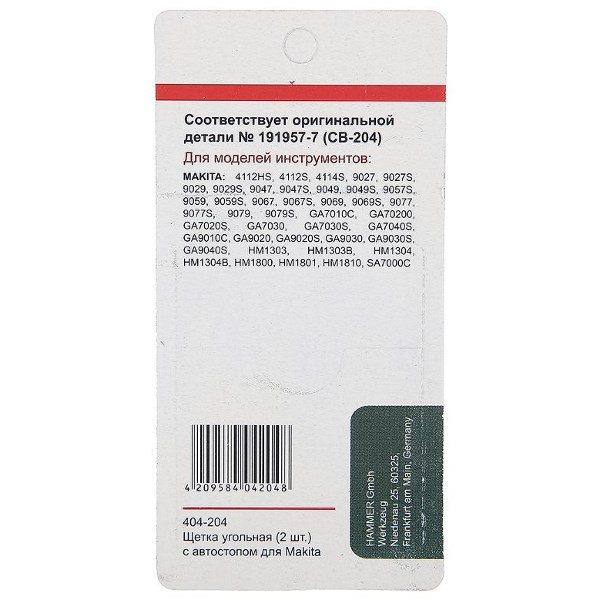 Соответствует оригинальной
детали № 191957-7 (СВ-204)
Для моделей инструментов:
MAKITA: 4112HS, 4112S, 4114S, 9027, 9027S,
9029, 9029S, 9047, 9047S, 9049, 9049S, 9057S,
9059, 9059S, 9067, 9067S, 9069, 9069S, 9077,
9077S, 9079, 9079S, GA7010C, GA70200,
GA7020S, GA7030, GA7030S, GA7040S,
GA9010C, GA9020, GA9020S, GA9030, GA9030S,
GA9040S, HM1303, HM1303B, HM1304,
HM1304B, HM1800, HM1801, HM1810, SA7000C
4 209584 042048
404-204
Щетка угольная (2 шт.)
с автостопом для Makita
HAMMER Gmbh
Werkzeug
Niedenau 25, 60325,
Frankfurt am Main, Germany